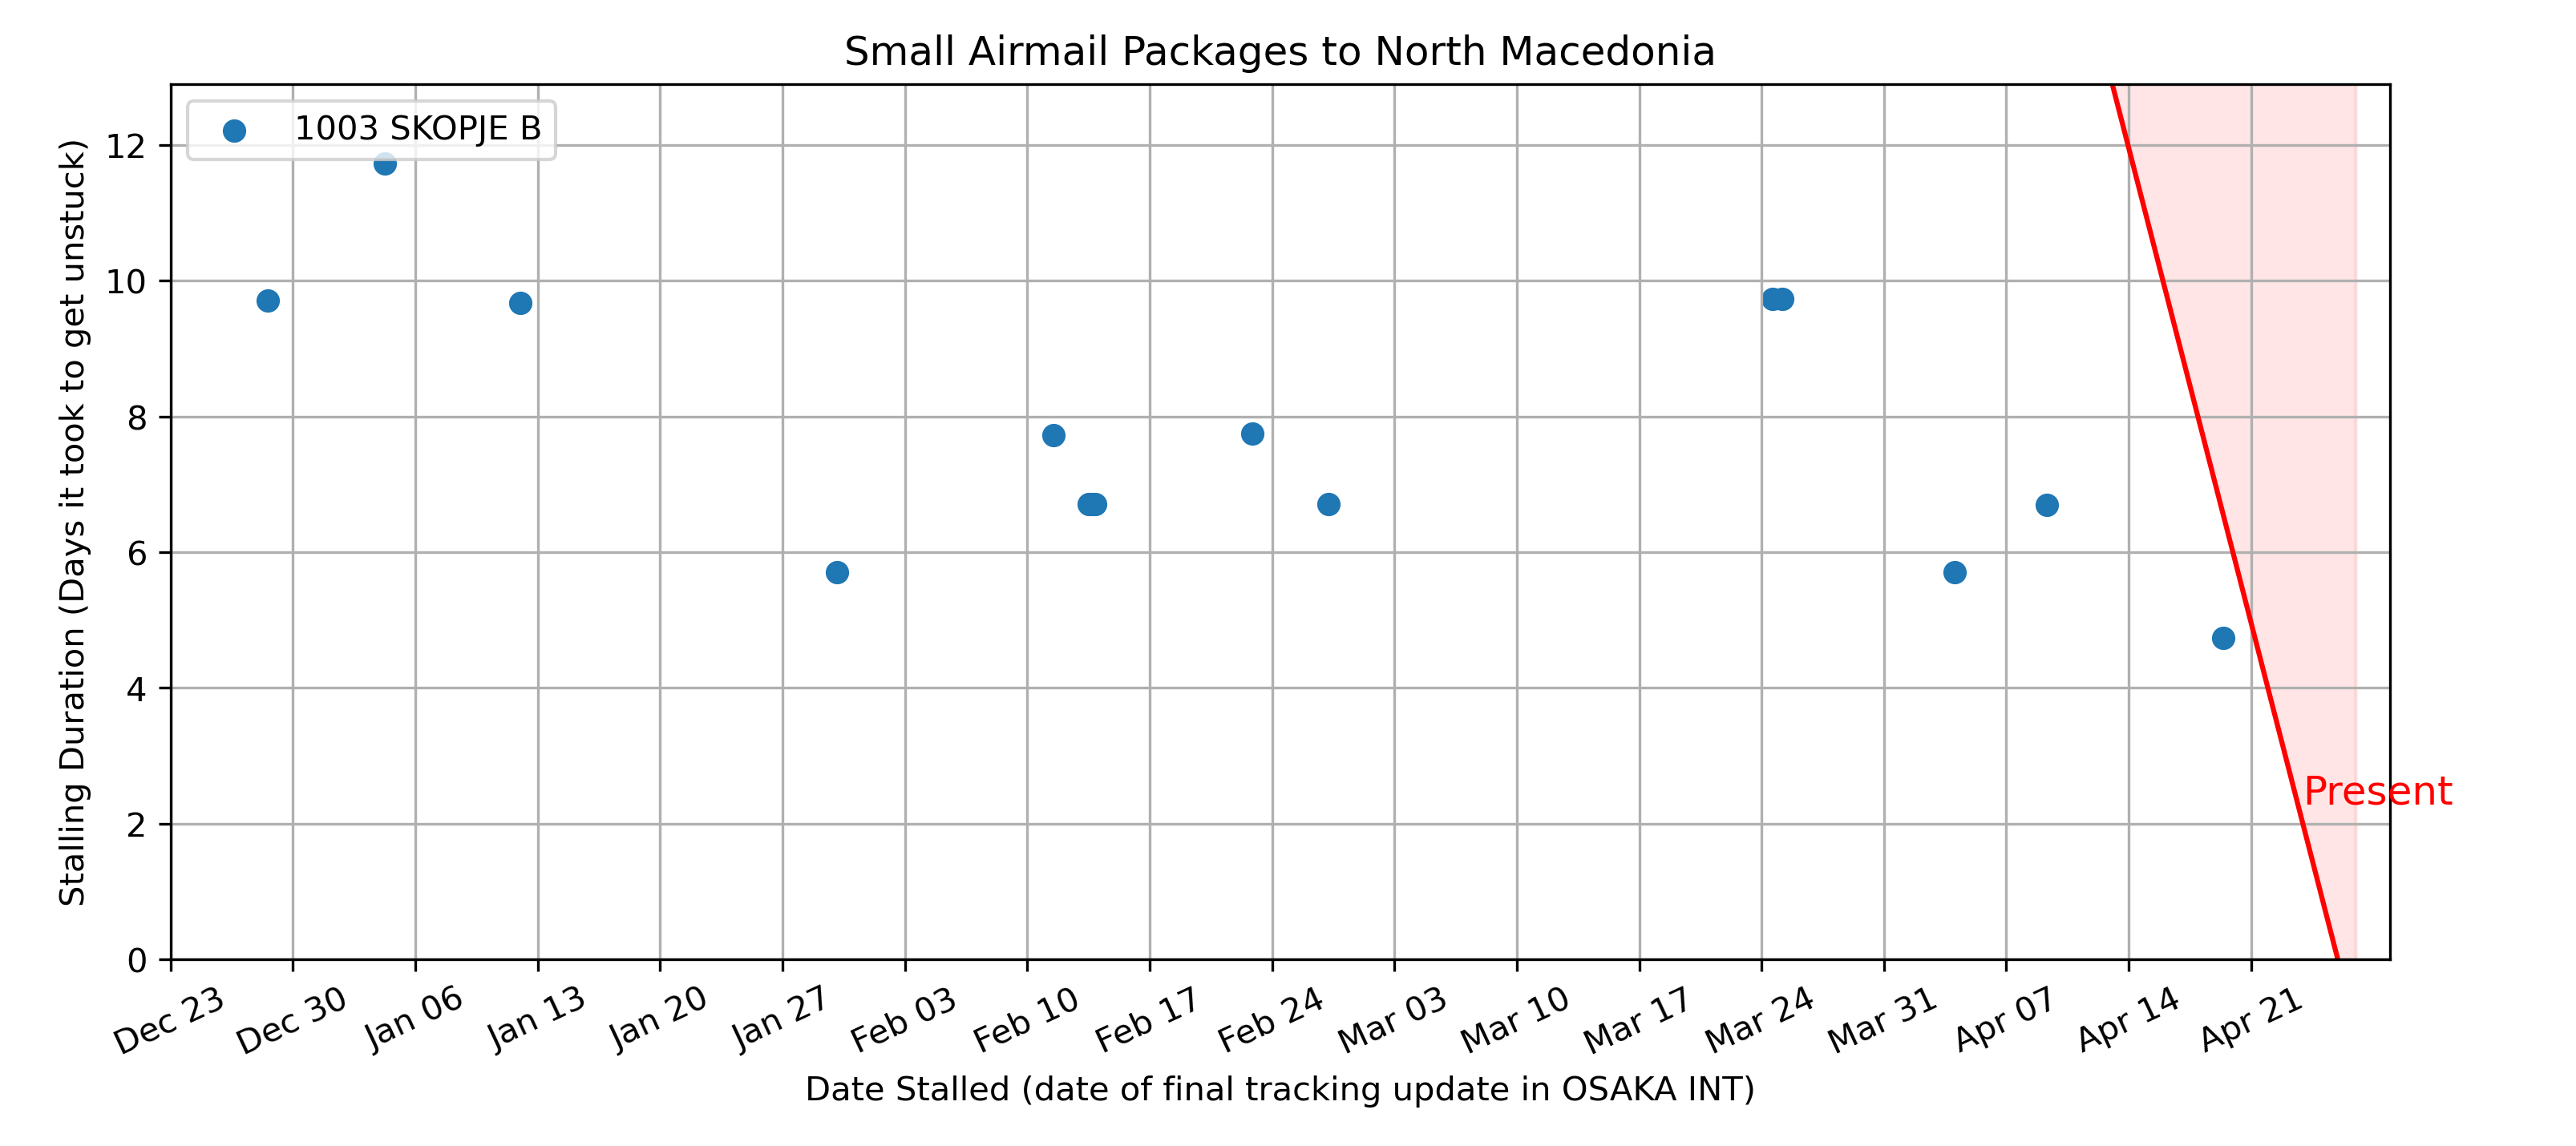 Small Airmail Packages to North Macedonia
1003 SKOPJE B
Stalling Duration (Days it took to get unstuck)
12
10
8
6
4
2
0
Present
Dec 23 Dec 30 Jan 06 Jan 13 Jan 20 Jan 27 Feb 03 Feb 10 Feb 17 Feb 24 Mar 03 Mar 10 Mar 17 Mar 24 Mar 31 Apr 07 Apr 14 Apr 21
Date Stalled (date of final tracking update in OSAKA INT)